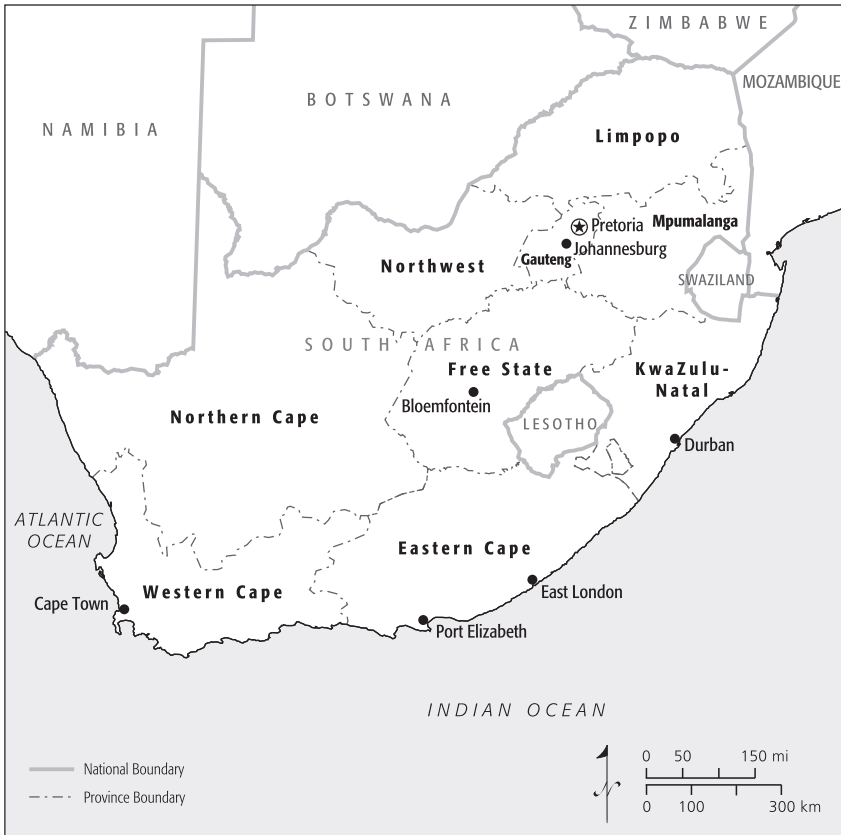 ZIMBABWE
MOZAMBIQUE
BOTSWANA
NAMIBIA
Limpopo
Pretoria
Mpumalanga
Johannesburg
Gauteng
Northwest
SWAZILAND
SOUTH AFRICA
Free State
KwaZulu-
Natal
Bloemfontein
Northern Cape
LESOTHO
Durban
ATLANTIC
OCEAN
Eastern Cape
Western Cape
East London
Cape Town
Port Elizabeth
INDIAN OCEAN
National Boundary
Province Boundary
N
0 50 150 mi
0 100 300 km